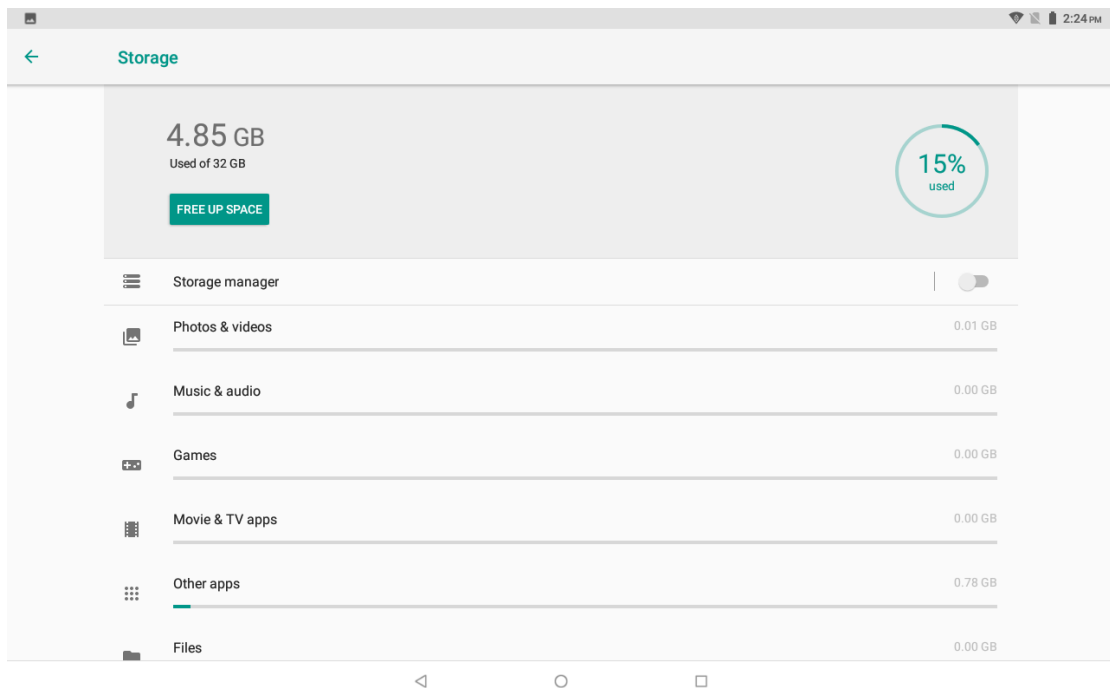 2:24 PM
Storage
4.85 GB
Used of 32 GB
FREE UP SPACE
15%
used
Storage manager
Photos & videos 0.01 GB
Music & audio 0.00 GB
Games 0.00 GB
Movie & TV apps 0.00 GB
Other apps 0.78 GB
Files 0.00 GB